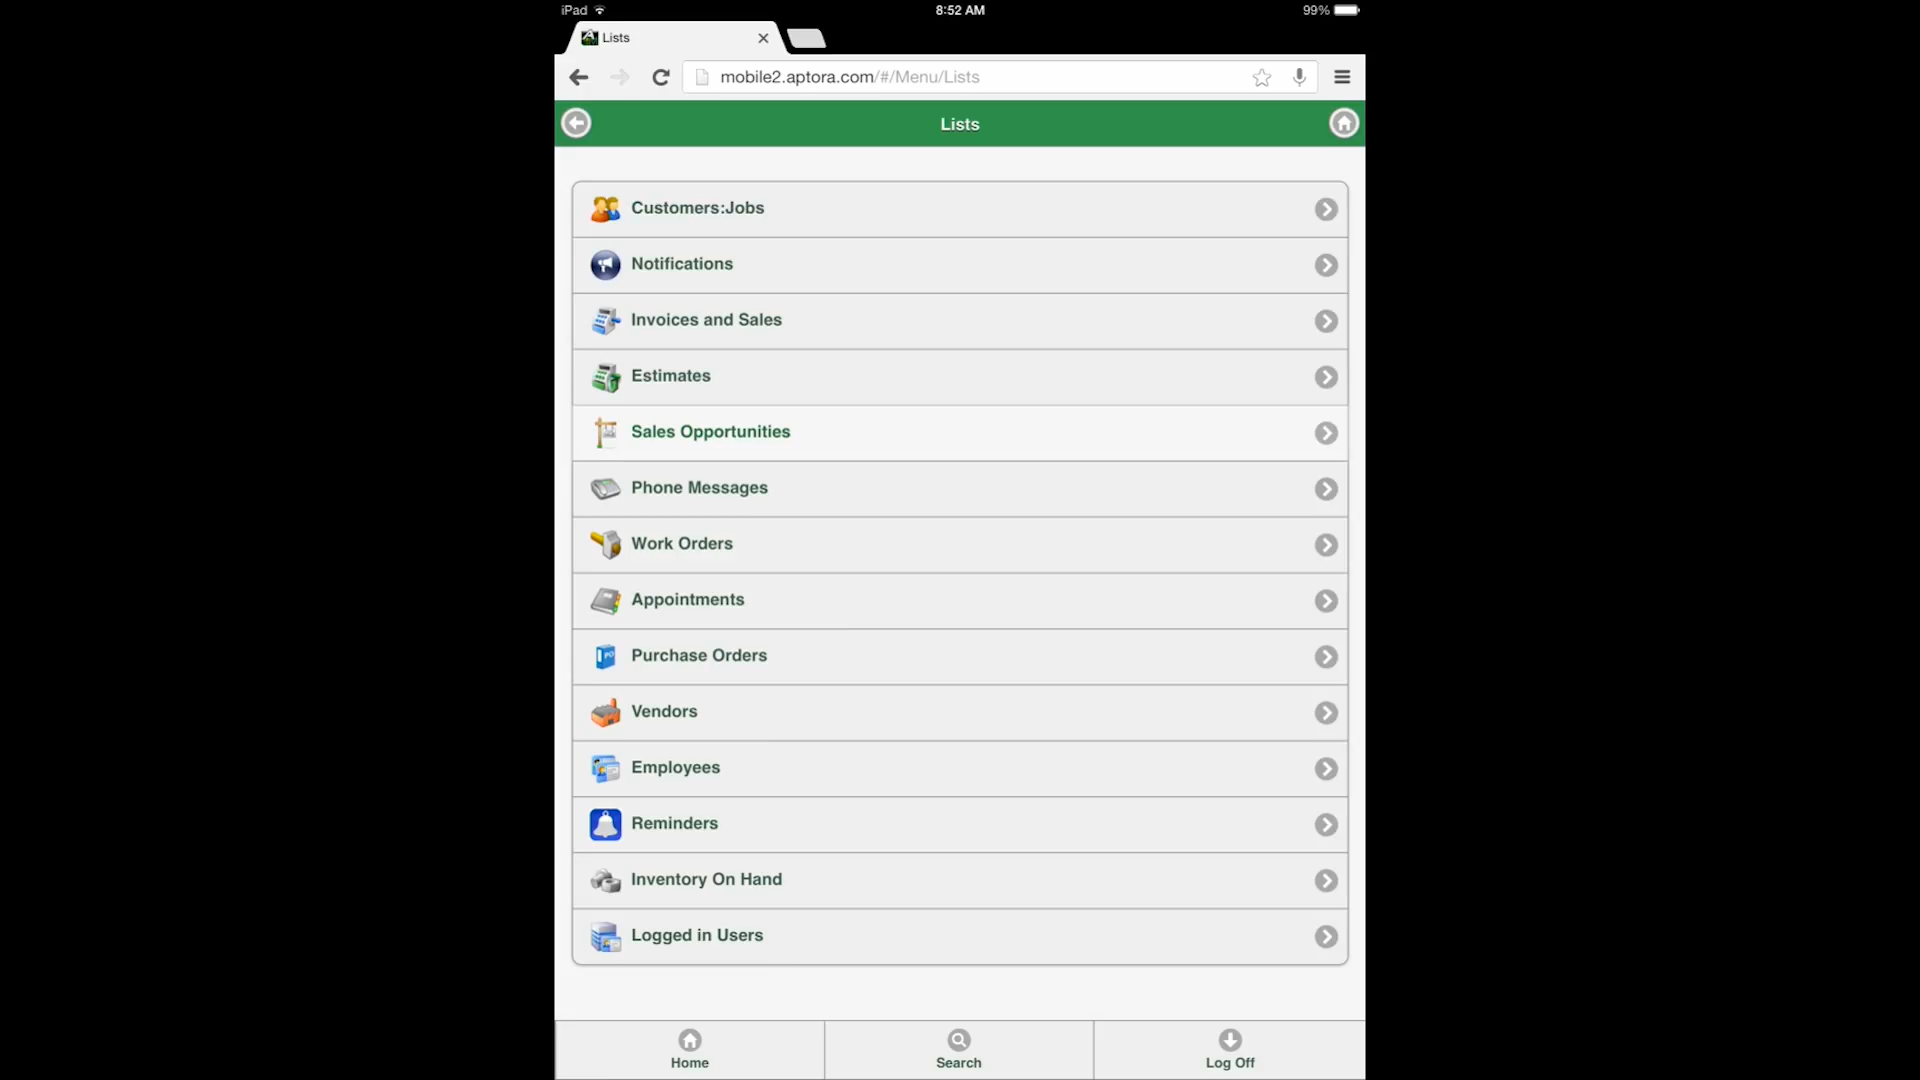 iPad 8:52 AM 99%
Lists
mobile2.aptora.com/#/Menu/Lists
Lists
Customers:Jobs
Notifications
Invoices and Sales
Estimates
Sales Opportunities
Phone Messages
Work Orders
Appointments
Purchase Orders
Vendors
Employees
Reminders
Inventory On Hand
Logged in Users
Home Search Log Off